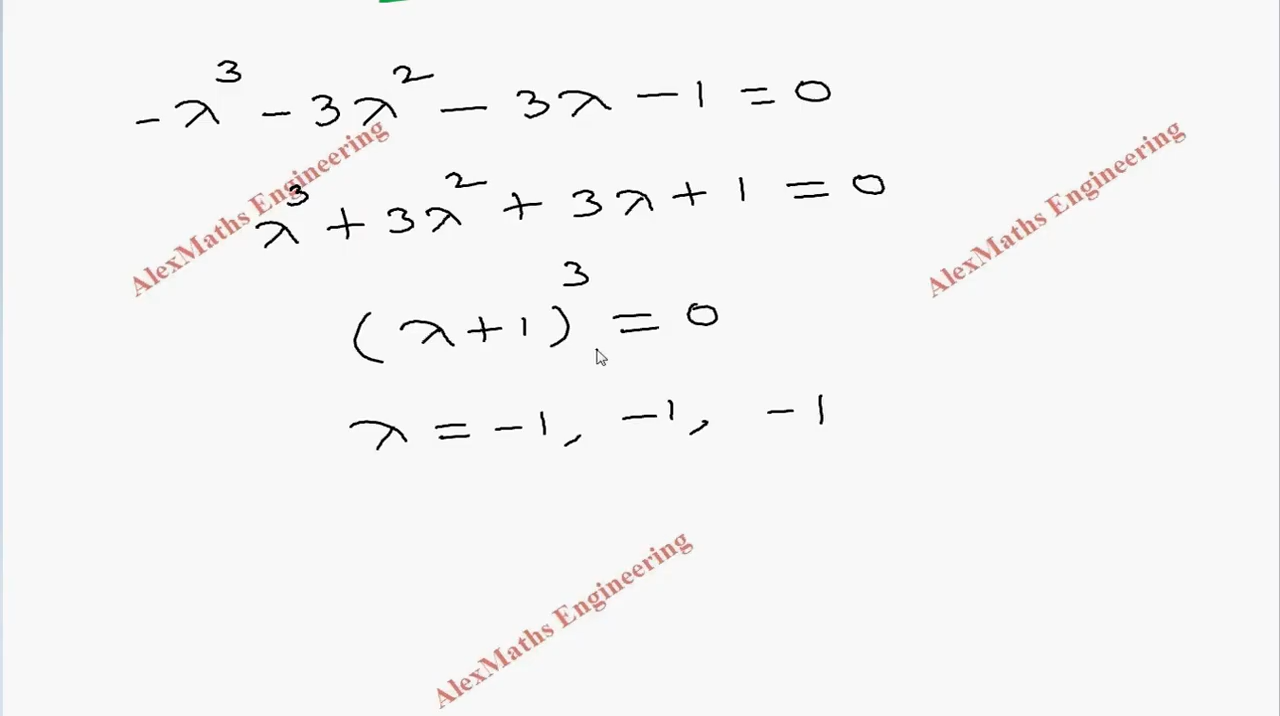 -λ³ - 3λ² - 3λ - 1 = 0
λ³ + 3λ² + 3λ + 1 = 0
AlexMaths Engineering
AlexMaths Engineering
(λ+1)³ = 0
λ = -1, -1, -1
AlexMaths Engineering